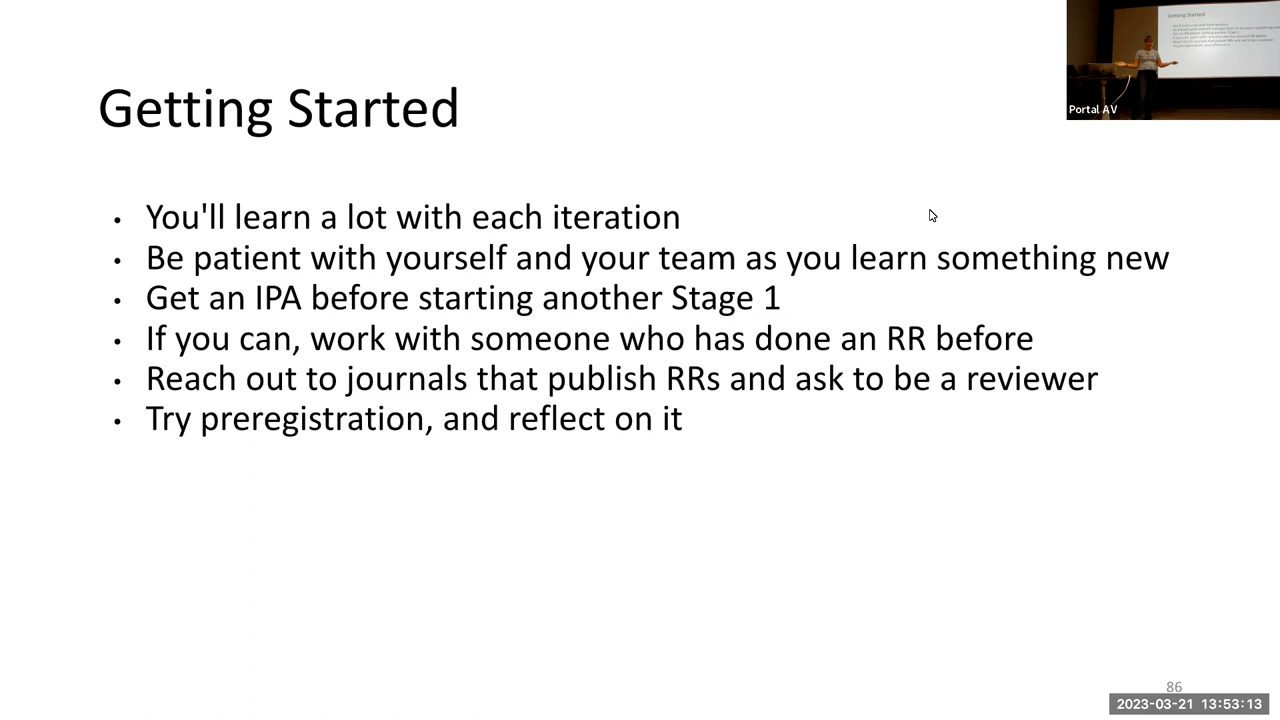 Portal AV
Getting Started
• You'll learn a lot with each iteration
• Be patient with yourself and your team as you learn something new
• Get an IPA before starting another Stage 1
• If you can, work with someone who has done an RR before
• Reach out to journals that publish RRs and ask to be a reviewer
• Try preregistration, and reflect on it
86
2023-03-21 13:53:13